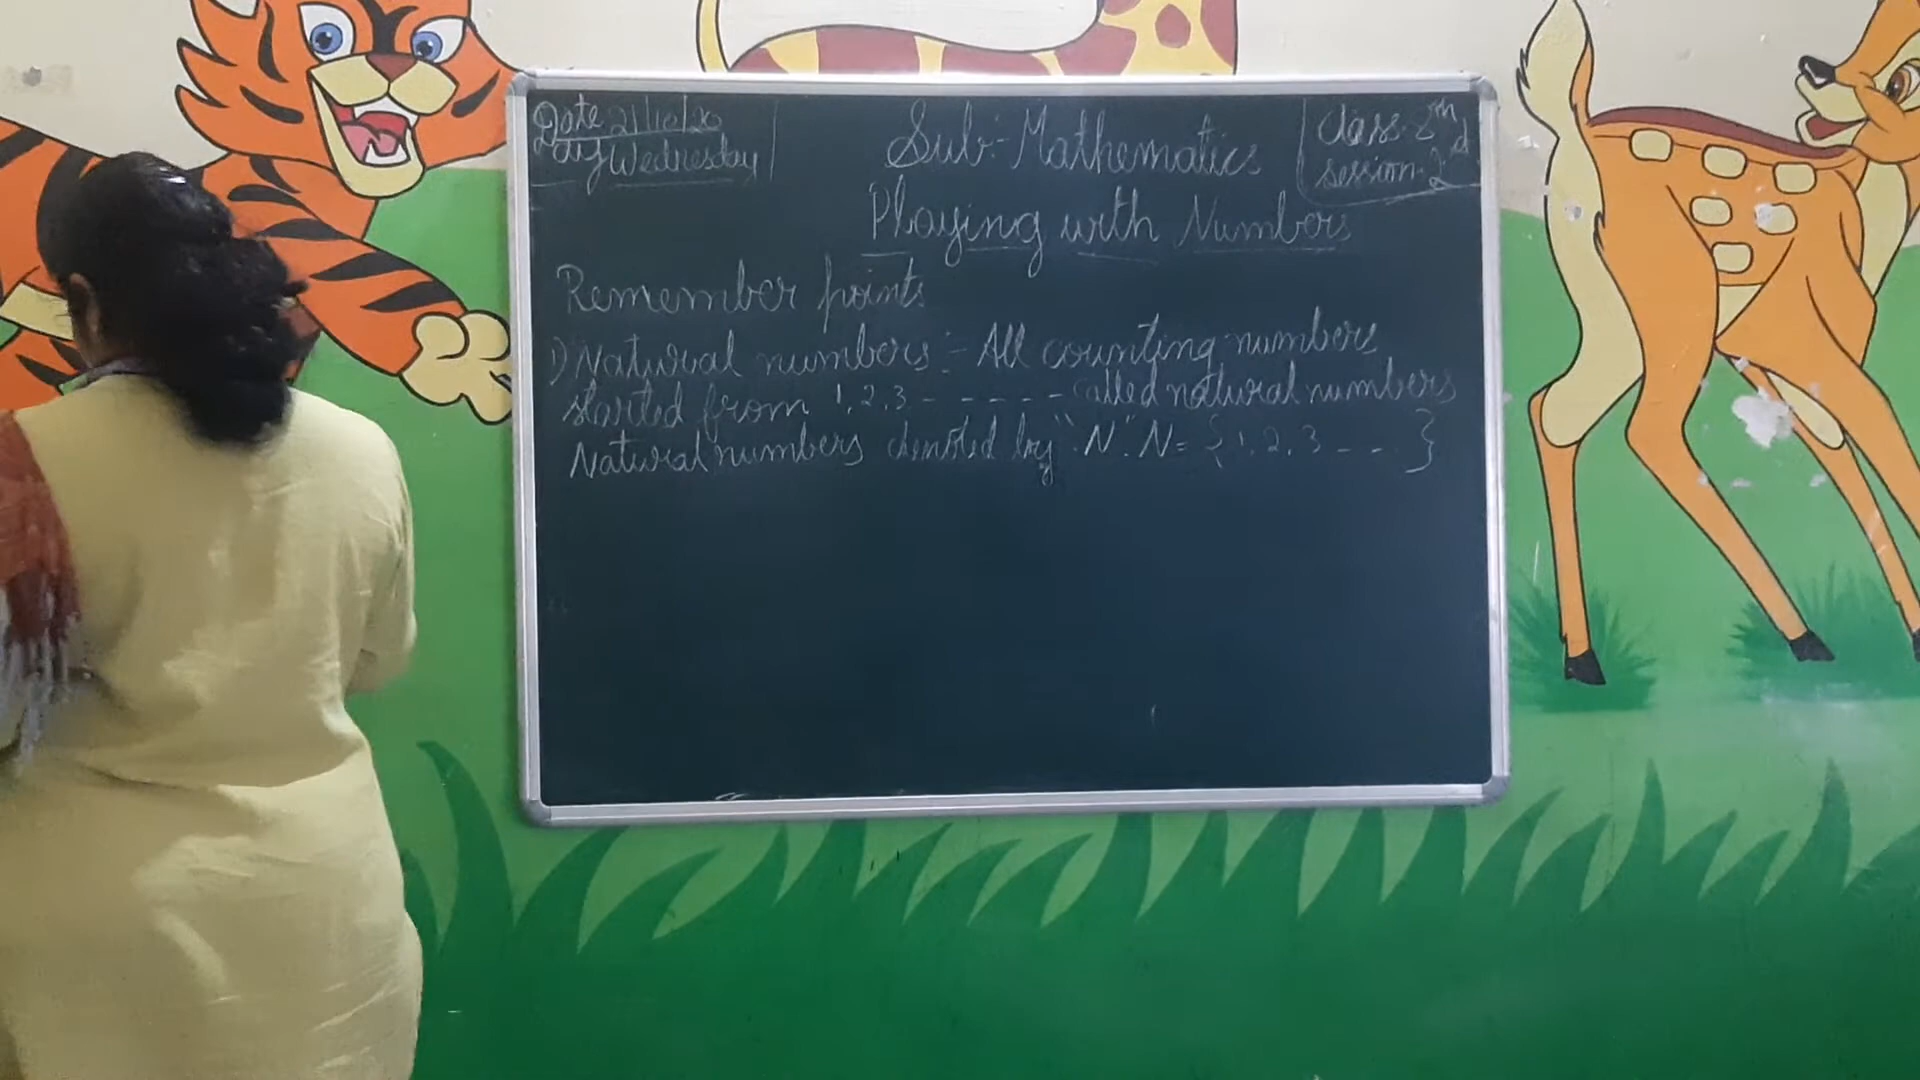 Date 21/10/20
Day Wednesday
Sub:- Mathematics
Class- 8th
session- 2nd
Playing with Numbers
Remember points
1) Natural numbers :- All counting numbers
started from 1, 2, 3 - - - - - called natural numbers
Natural numbers denoted by "N". N = { 1, 2, 3 - - . }